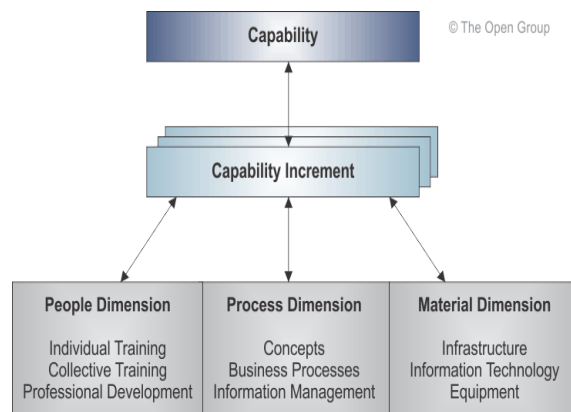 Capability
© The Open Group
Capability Increment
People Dimension
Individual Training
Collective Training
Professional Development
Process Dimension
Concepts
Business Processes
Information Management
Material Dimension
Infrastructure
Information Technology
Equipment